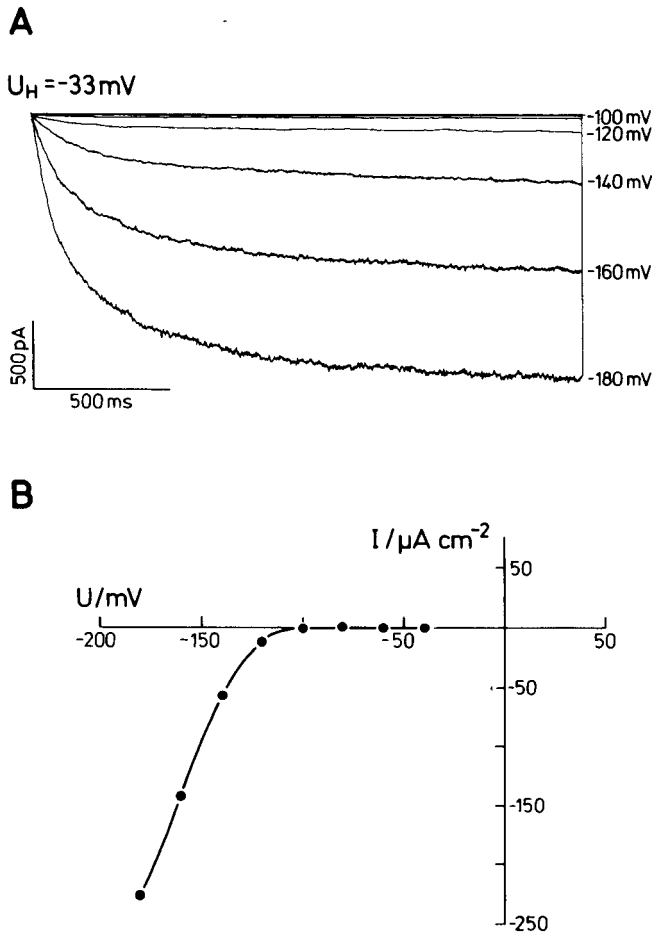 A
U_H = -33 mV
-100 mV
-120 mV
-140 mV
-160 mV
-180 mV
500 pA
500 ms
B
I /µA cm⁻²
U/mV
50
-200
-150
-50
50
-50
-150
-250